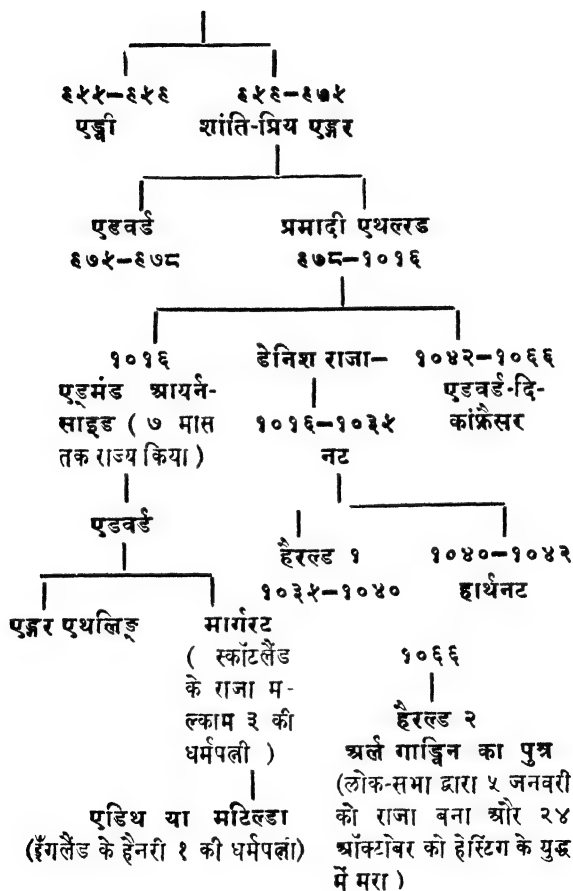 ९५५–९५९ ९५९–९७५
एड्वी शांति-प्रिय एड्गर
एडवर्ड प्रमादी एथल्रड
९७५–९७८ ९७८–१०१६
१०१६ डेनिश राजा– १०४२–१०६६
एड्मंड आयर्न- एडवर्ड-दि-
साइड ( ७ मास १०१६–१०३५ कांफ़ैसर
तक राज्य किया ) नट
एडवर्ड
हैरल्ड १ १०४०–१०४२
१०३५–१०४० हार्थनट
एड्गर एथलिङ् मार्गरट
( स्कॉटलैंड १०६६
के राजा म-
ल्काम ३ की हैरल्ड २
धर्मपत्नी ) अर्ल गाड्विन का पुत्र
(लोक-सभा द्वारा ५ जनवरी
एडिथ या मटिल्डा को राजा बना और २४
(इँगलैंड के हैनरी १ की धर्मपत्नी) ऑक्टोबर को हेस्टिंग के युद्ध
में मरा )